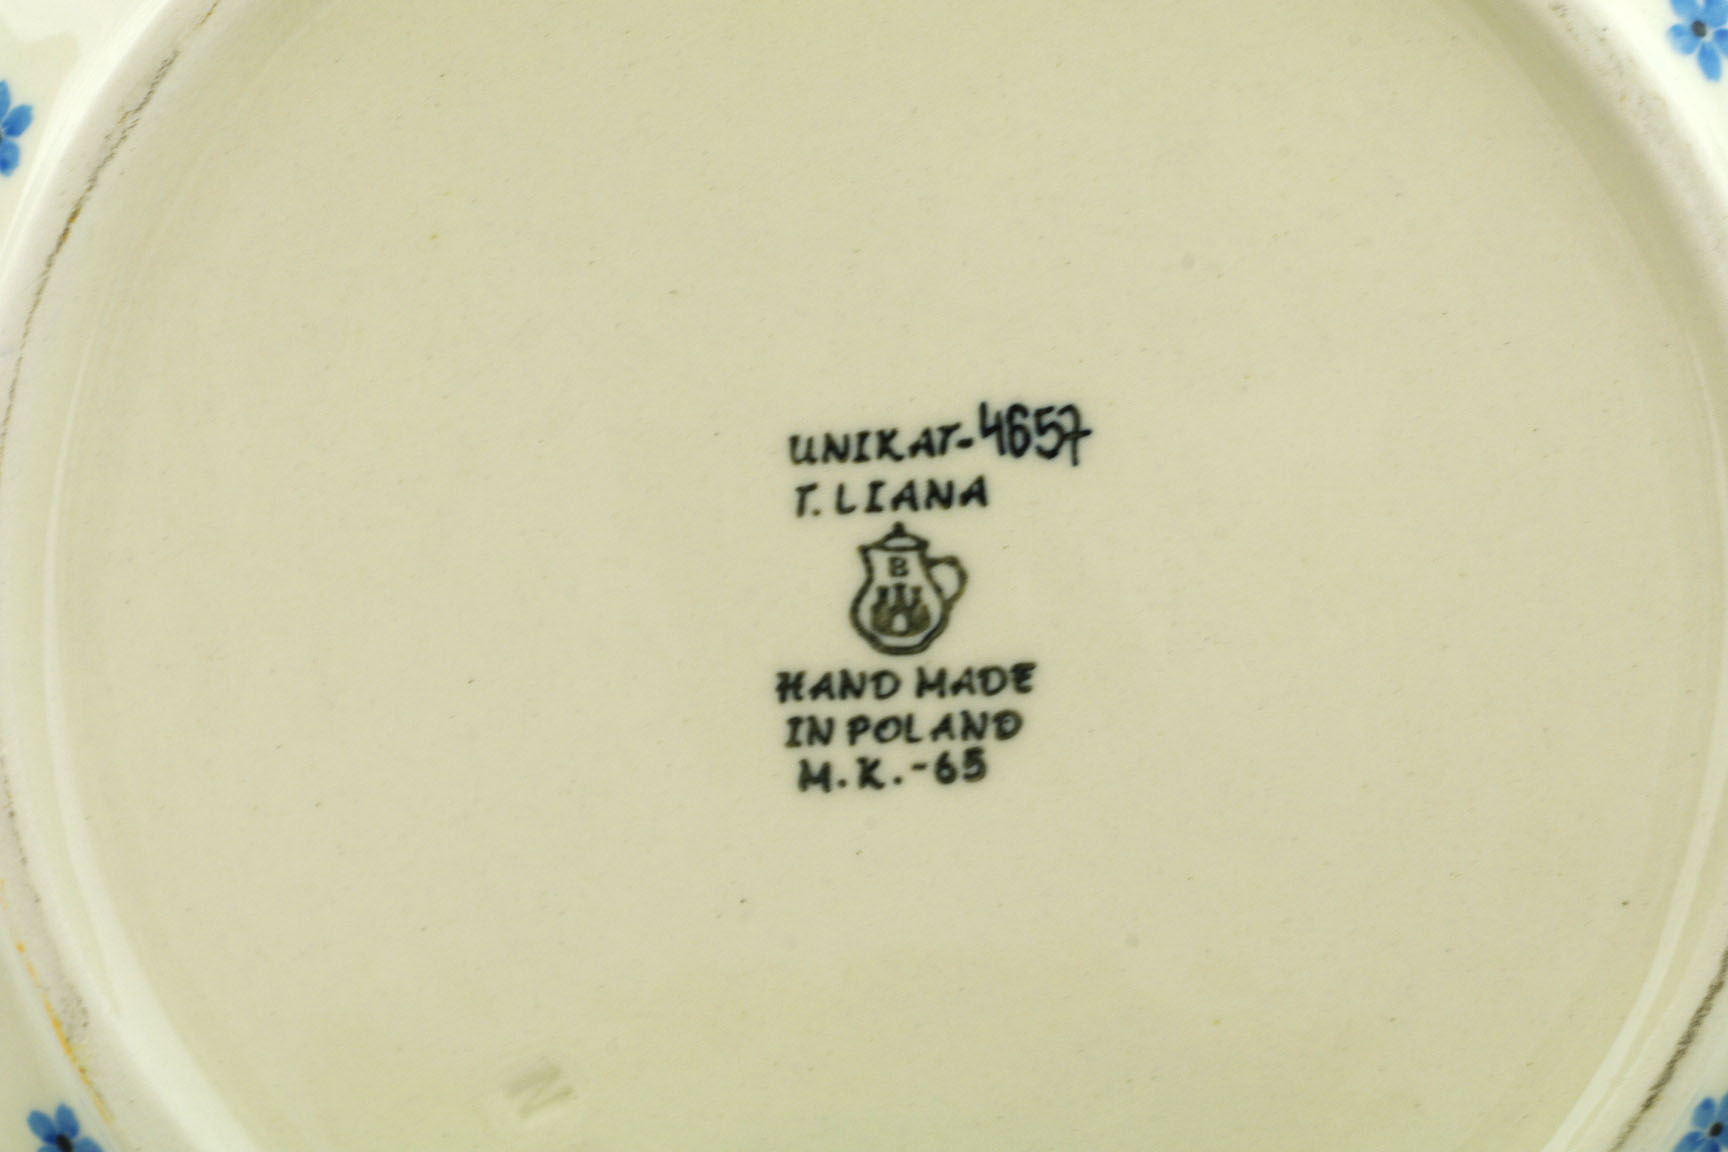 UNIKAT-4657
T. LIANA
B
HAND MADE
IN POLAND
M.K.-65
N